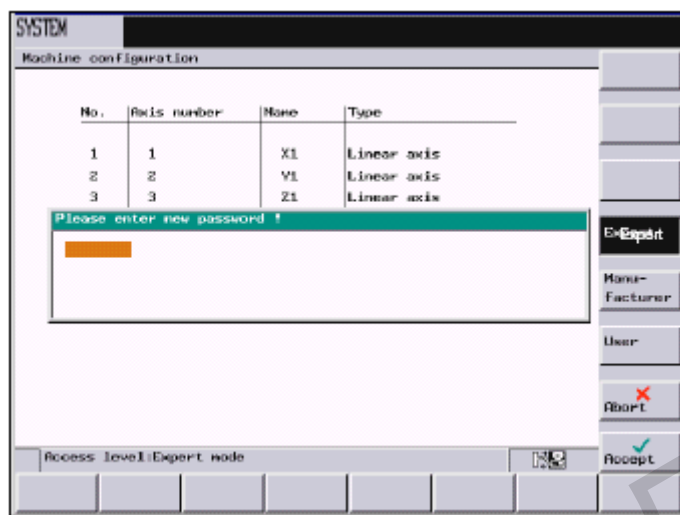 SYSTEM
Machine configuration
No. Axis number Name Type
1 1 X1 Linear axis
2 2 Y1 Linear axis
3 3 Z1 Linear axis
Please enter new password !
Expert
Manu-
facturer
User
Abort
Accept
Access level:Expert mode